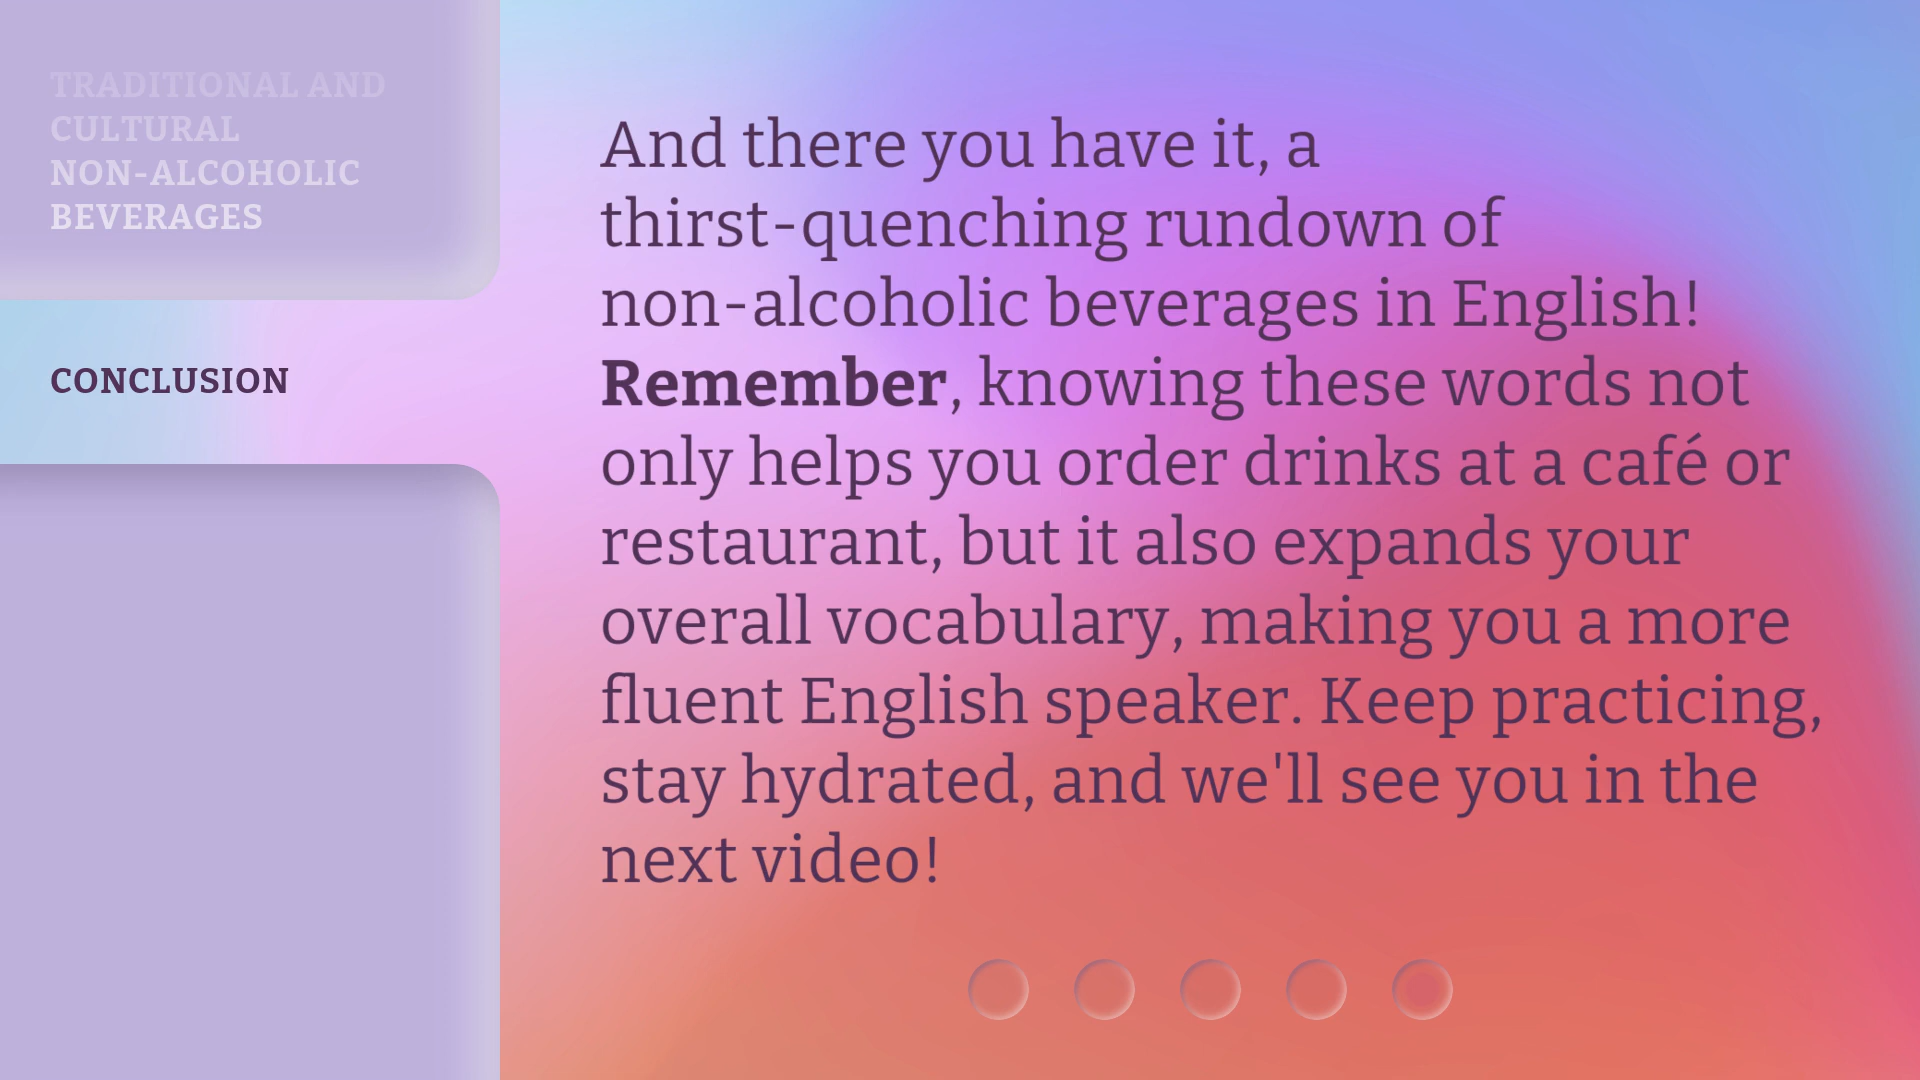 TRADITIONAL AND
CULTURAL
NON-ALCOHOLIC
BEVERAGES
CONCLUSION
And there you have it, a
thirst-quenching rundown of
non-alcoholic beverages in English!
Remember, knowing these words not
only helps you order drinks at a café or
restaurant, but it also expands your
overall vocabulary, making you a more
fluent English speaker. Keep practicing,
stay hydrated, and we'll see you in the
next video!